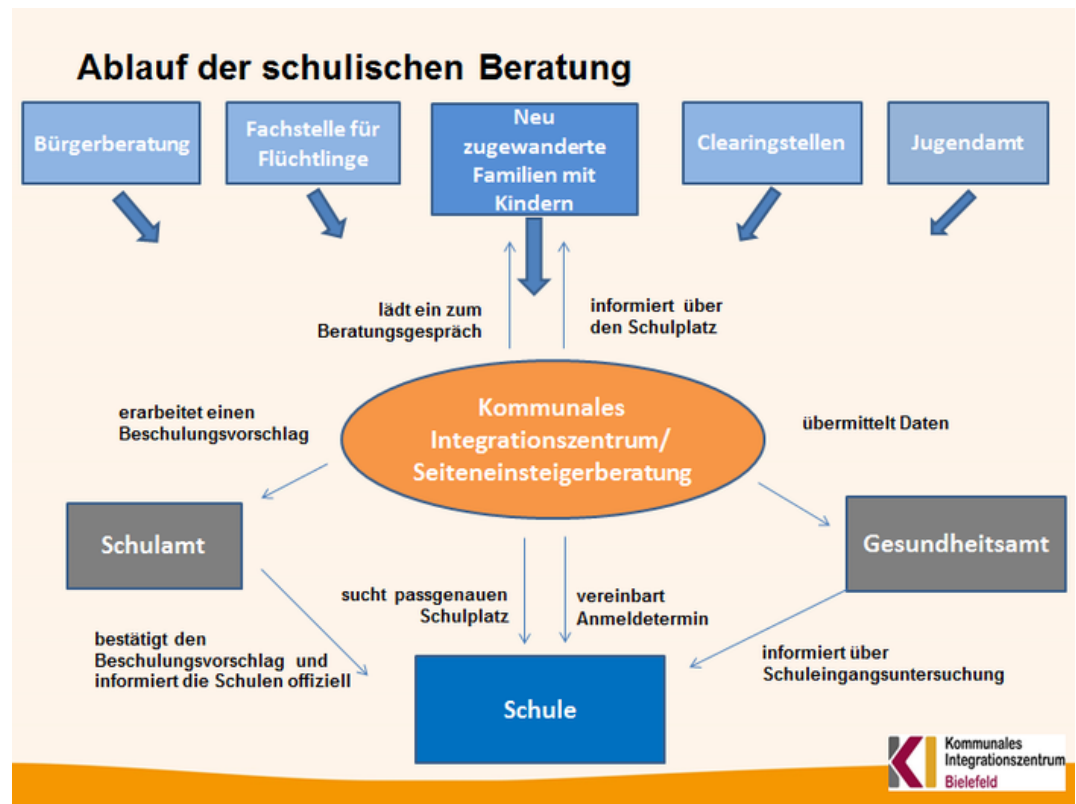 Ablauf der schulischen Beratung
Bürgerberatung
Fachstelle für
Flüchtlinge
Neu
zugewanderte
Familien mit
Kindern
Clearingstellen
Jugendamt
lädt ein zum
Beratungsgespräch
informiert über
den Schulplatz
erarbeitet einen
Beschulungsvorschlag
Kommunales
Integrationszentrum/
Seiteneinsteigerberatung
übermittelt Daten
Schulamt
Gesundheitsamt
sucht passgenauen
Schulplatz
vereinbart
Anmeldetermin
bestätigt den
Beschulungsvorschlag und
informiert die Schulen offiziell
informiert über
Schuleingangsuntersuchung
Schule
KI
Kommunales
Integrationszentrum
Bielefeld